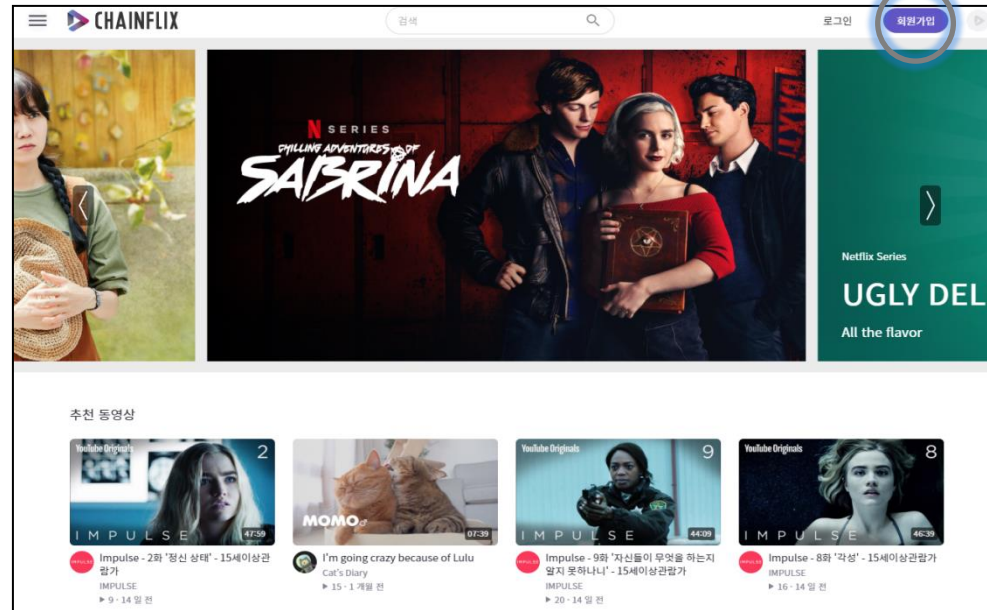 CHAINFLIX
검색
로그인
회원가입
N SERIES
CHILLING ADVENTURES OF
SABRINA
Netflix Series
UGLY DEL
All the flavor
추천 동영상
YouTube Originals
2
IMPULSE
47:59
Impulse - 2화 '정신 상태' - 15세이상관
람가
IMPULSE
▶ 9 · 14 일 전
MOMO♂
07:39
I'm going crazy because of Lulu
Cat's Diary
▶ 15 · 1 개월 전
YouTube Originals
9
IMPULSE
44:09
Impulse - 9화 '자신들이 무엇을 하는지
알지 못하나니' - 15세이상관람가
IMPULSE
▶ 20 · 14 일 전
YouTube Originals
8
IMPULSE
46:39
Impulse - 8화 '각성' - 15세이상관람가
IMPULSE
▶ 16 · 14 일 전